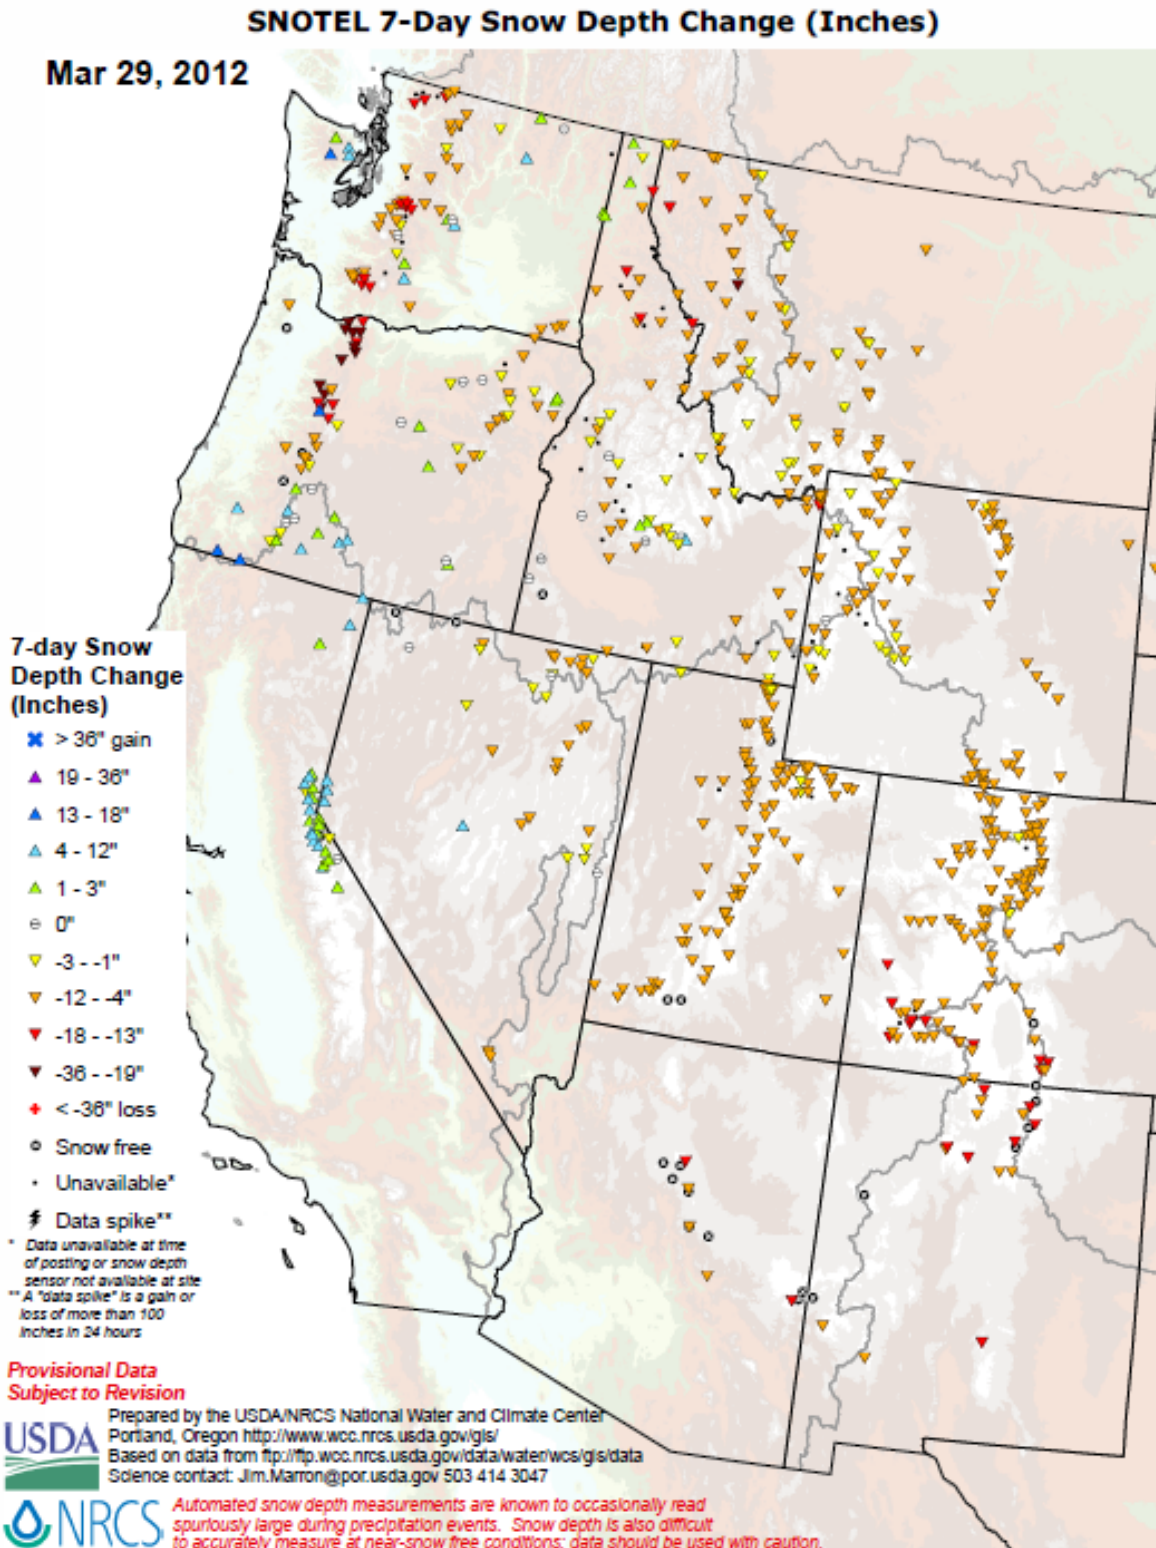 SNOTEL 7-Day Snow Depth Change (Inches)
Mar 29, 2012
7-day Snow
Depth Change
(Inches)
> 36" gain
19 - 36"
13 - 18"
4 - 12"
1 - 3"
0"
-3 - -1"
-12 - -4"
-18 - -13"
-36 - -19"
< -36" loss
Snow free
Unavailable*
Data spike**
* Data unavailable at time
of posting or snow depth
sensor not available at site
** A "data spike" is a gain or
loss of more than 100
inches in 24 hours
Provisional Data
Subject to Revision
USDA
Prepared by the USDA/NRCS National Water and Climate Center
Portland, Oregon http://www.wcc.nrcs.usda.gov/gis/
Based on data from ftp://ftp.wcc.nrcs.usda.gov/data/water/wcs/gis/data
Science contact: Jim.Marron@por.usda.gov 503 414 3047
NRCS
Automated snow depth measurements are known to occasionally read
spuriously large during precipitation events. Snow depth is also difficult
to accurately measure at near-snow free conditions; data should be used with caution.